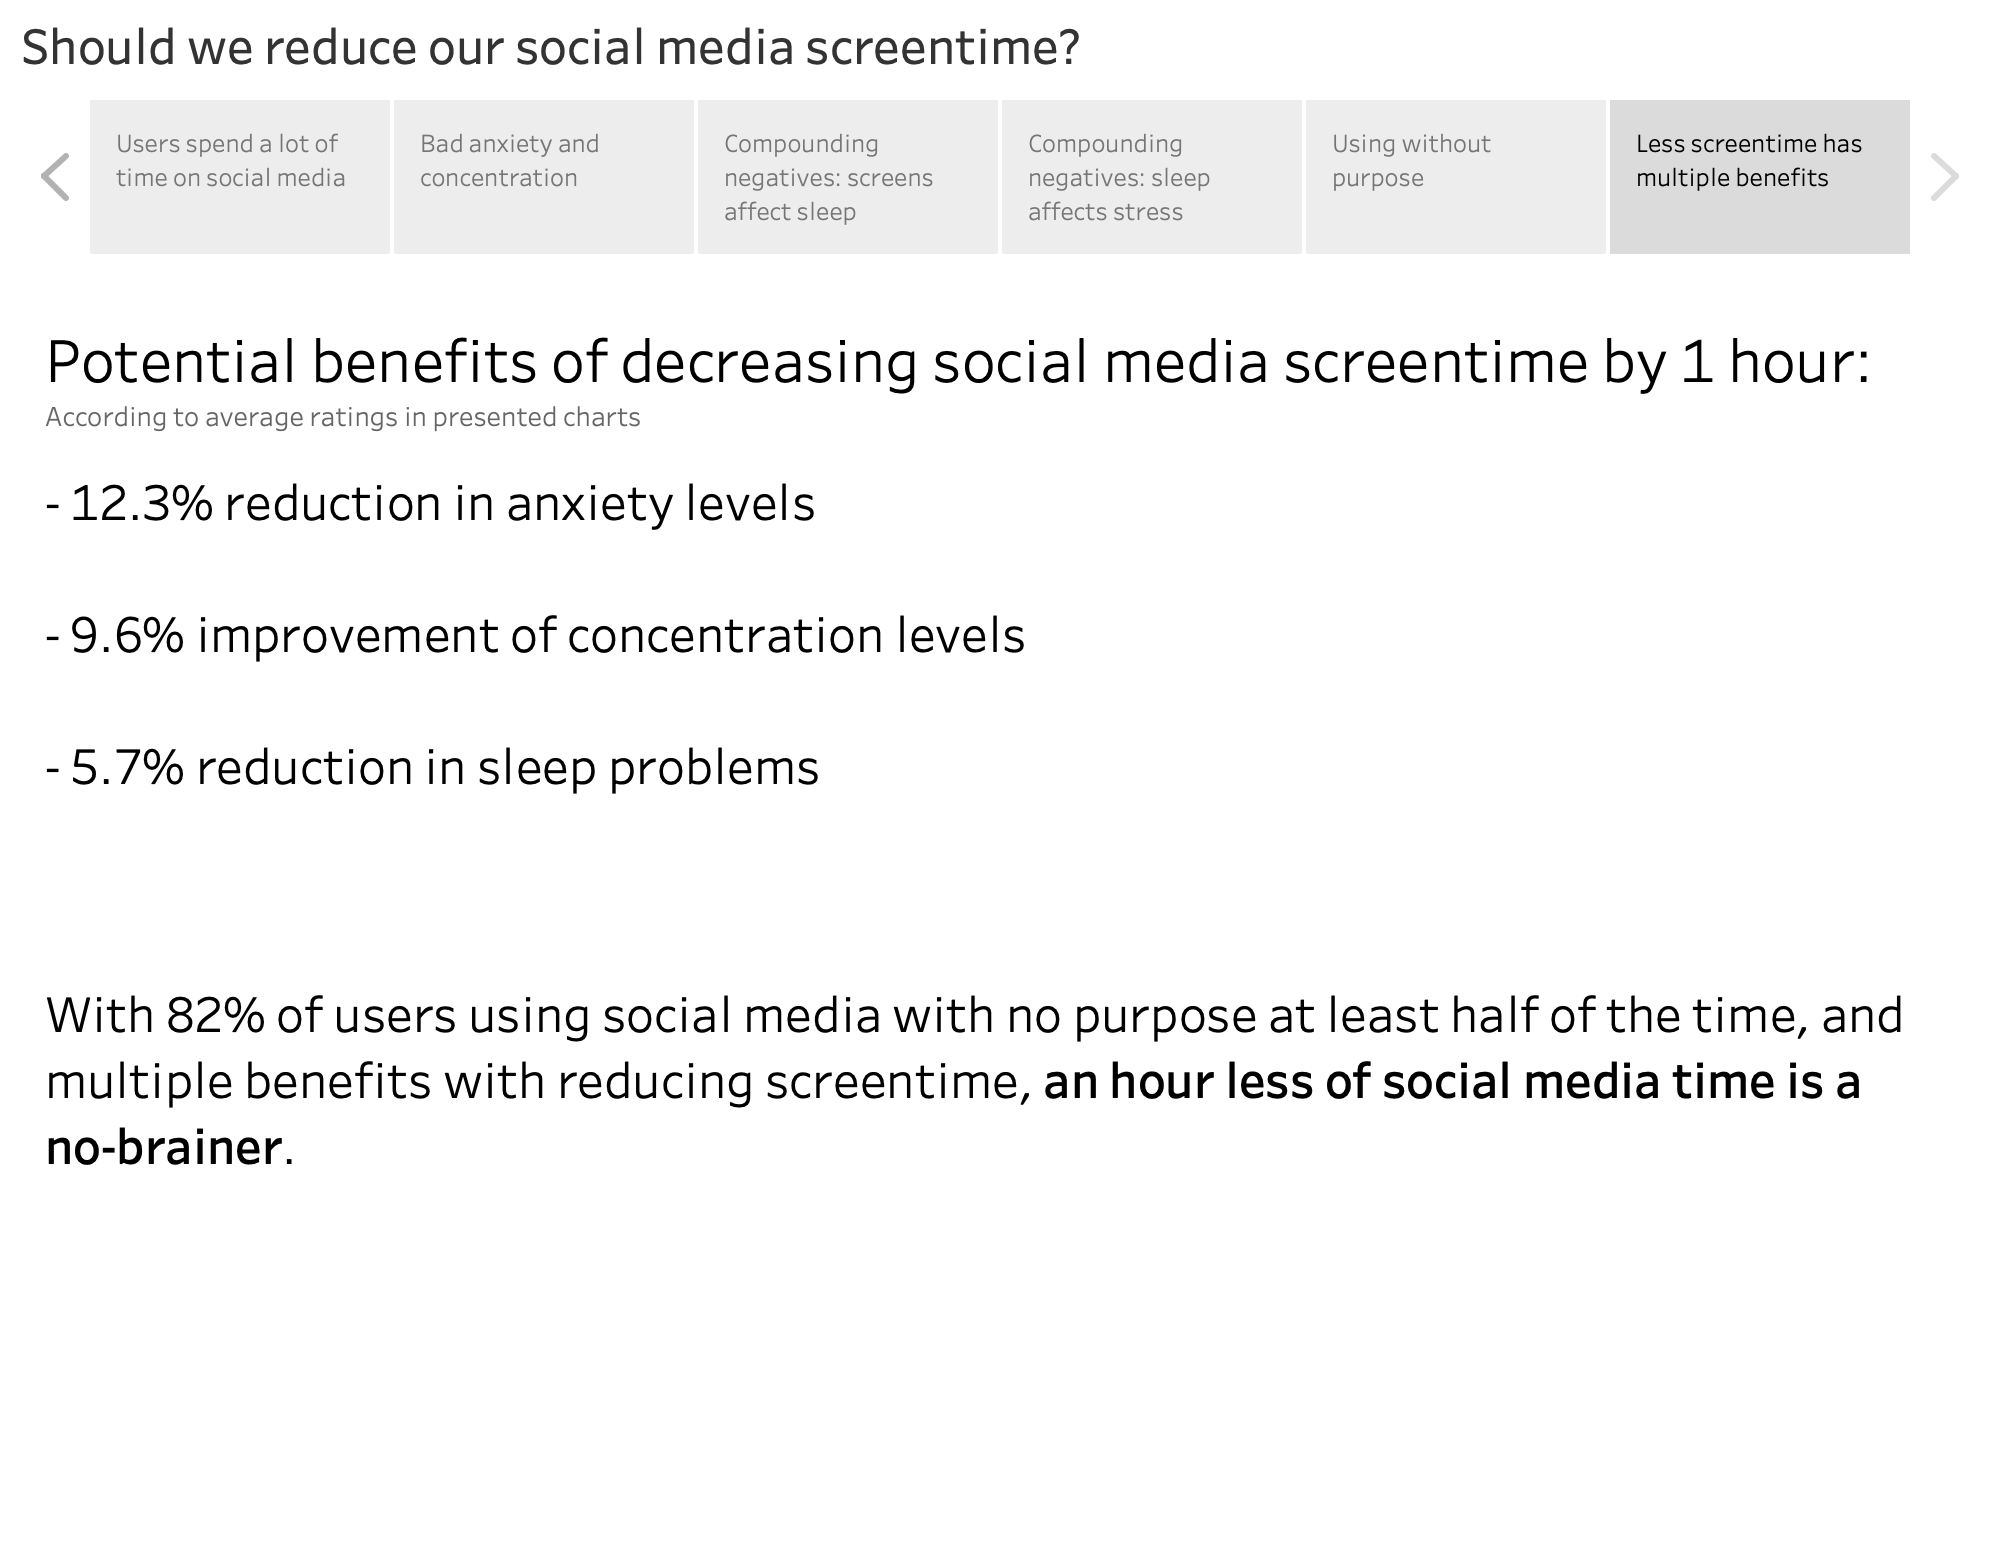 Should we reduce our social media screentime?
Users spend a lot of
time on social media
Bad anxiety and
concentration
Compounding
negatives: screens
affect sleep
Compounding
negatives: sleep
affects stress
Using without
purpose
Less screentime has
multiple benefits
Potential benefits of decreasing social media screentime by 1 hour:
According to average ratings in presented charts
- 12.3% reduction in anxiety levels
- 9.6% improvement of concentration levels
- 5.7% reduction in sleep problems
With 82% of users using social media with no purpose at least half of the time, and
multiple benefits with reducing screentime, an hour less of social media time is a
no-brainer.